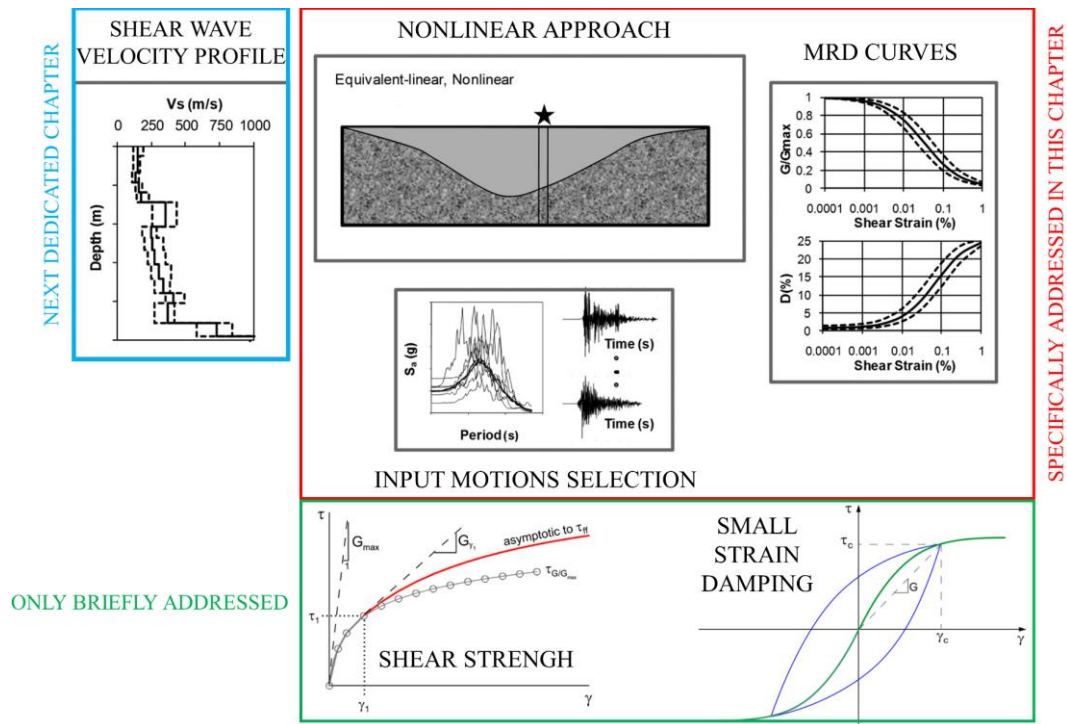 NEXT DEDICATED CHAPTER
SHEAR WAVE
VELOCITY PROFILE
Vs (m/s)
0 250 500 750 1000
Depth (m)
NONLINEAR APPROACH
Equivalent-linear, Nonlinear
MRD CURVES
G/Gmax
1
0.8
0.6
0.4
0.2
0
0.0001 0.001 0.01 0.1 1
Shear Strain (%)
D(%)
25
20
15
10
5
0
0.0001 0.001 0.01 0.1 1
Shear Strain (%)
Sa (g)
Period (s)
Time (s)
Time (s)
INPUT MOTIONS SELECTION
SPECIFICALLY ADDRESSED IN THIS CHAPTER
ONLY BRIEFLY ADDRESSED
τ
Gmax
Gγ1
asymptotic to τff
τG/Gmax
τ1
γ1
γ
SHEAR STRENGH
SMALL
STRAIN
DAMPING
τ
τc
G
γc
γ